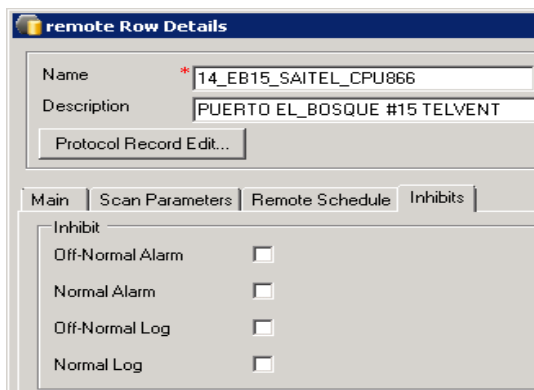 remote Row Details
Name * 14_EB15_SAITEL_CPU866
Description PUERTO EL_BOSQUE #15 TELVENT
Protocol Record Edit...
Main Scan Parameters Remote Schedule Inhibits
Inhibit
Off-Normal Alarm
Normal Alarm
Off-Normal Log
Normal Log